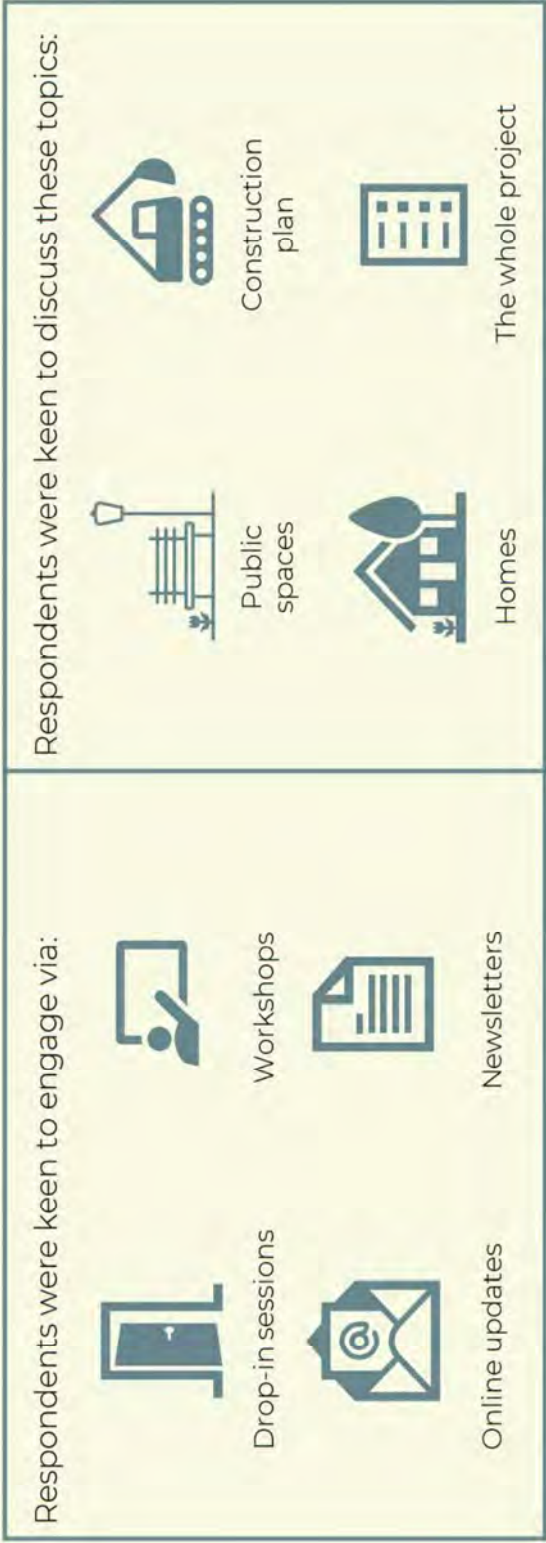 Respondents were keen to engage via:
Drop-in sessions
Workshops
Online updates
Newsletters
Respondents were keen to discuss these topics:
Public
spaces
Construction
plan
Homes
The whole project